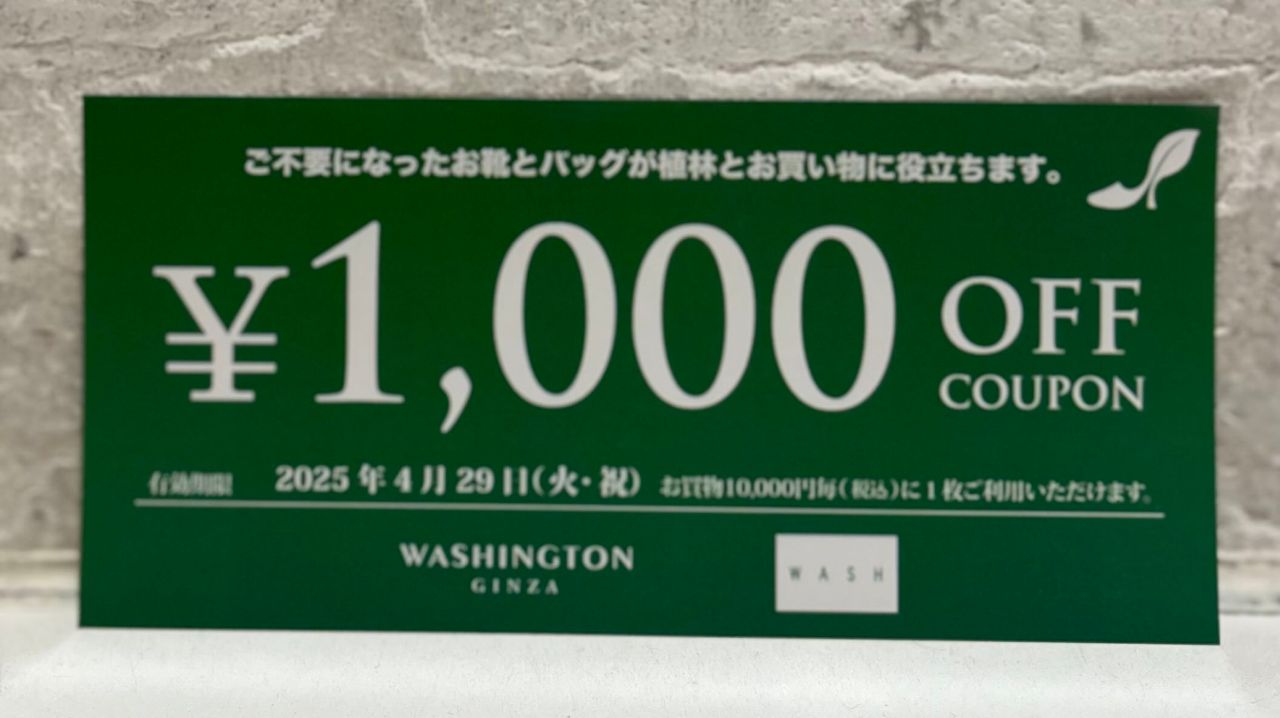 ご不要になったお靴とバッグが植林とお買い物に役立ちます。
¥1,000 OFF COUPON
有効期限 2025年4月29日(火・祝) お買物10,000円毎(税込)に1枚ご利用いただけます。
WASHINGTON
GINZA
WASH